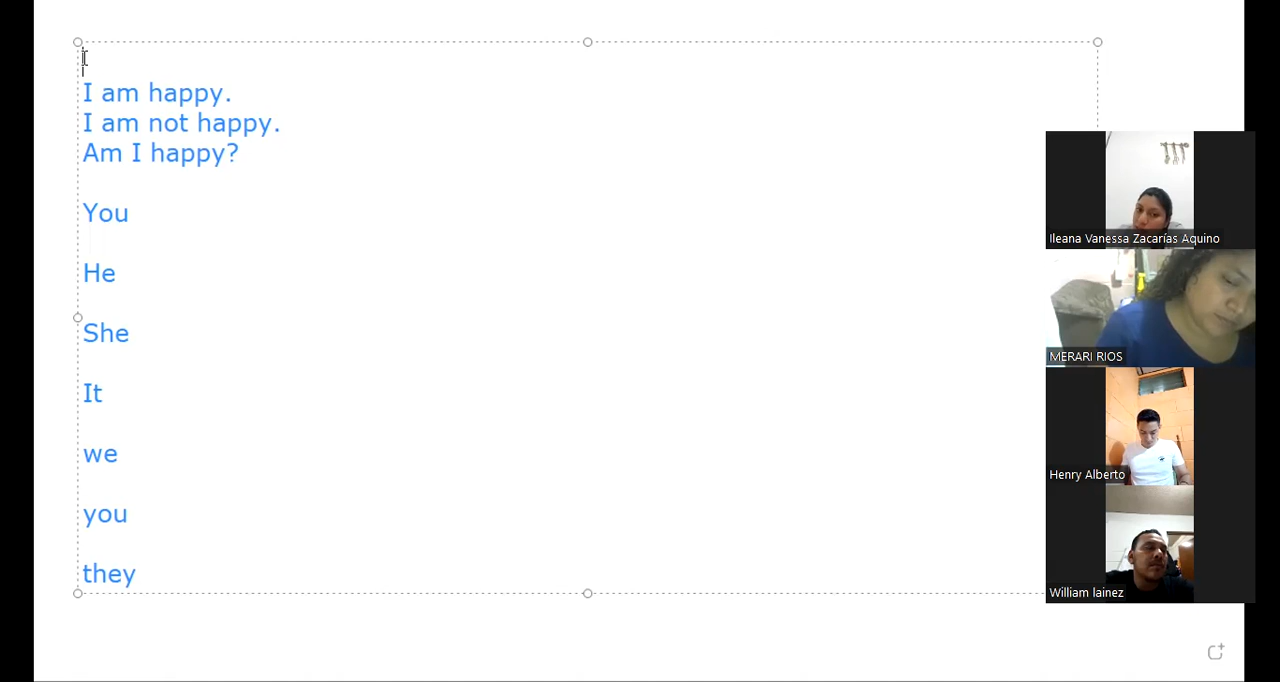 I am happy.
I am not happy.
Am I happy?
You
He
She
It
we
you
they
Ileana Vanessa Zacarías Aquino
MERARI RIOS
Henry Alberto
William lainez